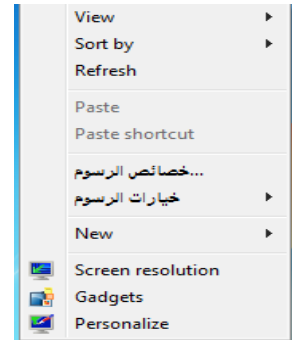 View
Sort by
Refresh
Paste
Paste shortcut
خصائص الرسوم...
خيارات الرسوم
New
Screen resolution
Gadgets
Personalize